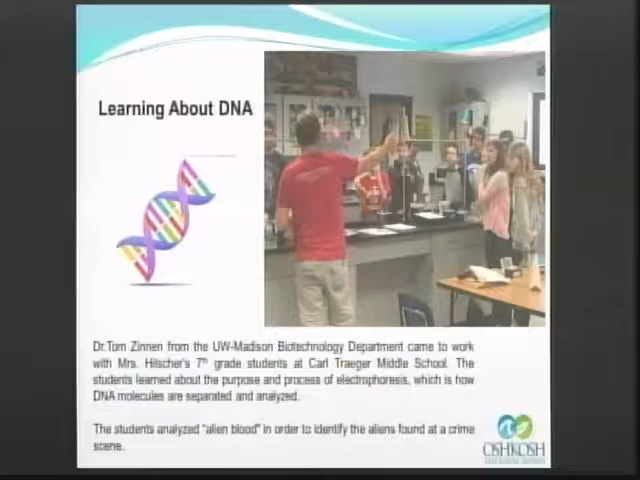 Learning About DNA
Dr.Tom Zinnen from the UW-Madison Biotechnology Department came to work
with Mrs. Hilscher's 7th grade students at Carl Traeger Middle School. The
students learned about the purpose and process of electrophoresis, which is how
DNA molecules are separated and analyzed.
The students analyzed "alien blood" in order to identify the aliens found at a crime
scene.
OSHKOSH